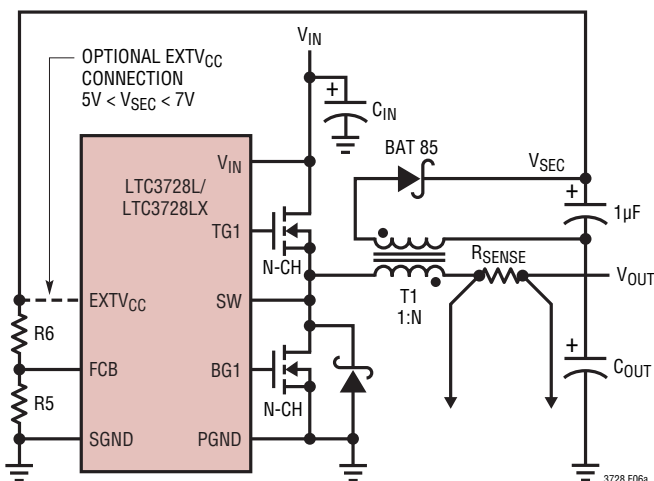 VIN
OPTIONAL EXTVCC
CONNECTION
5V < VSEC < 7V
+
CIN
BAT 85
VSEC
+
1µF
VIN
LTC3728L/
LTC3728LX
TG1
N-CH
RSENSE
VOUT
T1
1:N
EXTVCC
SW
R6
+
COUT
FCB
BG1
N-CH
R5
SGND
PGND
3728 F06a